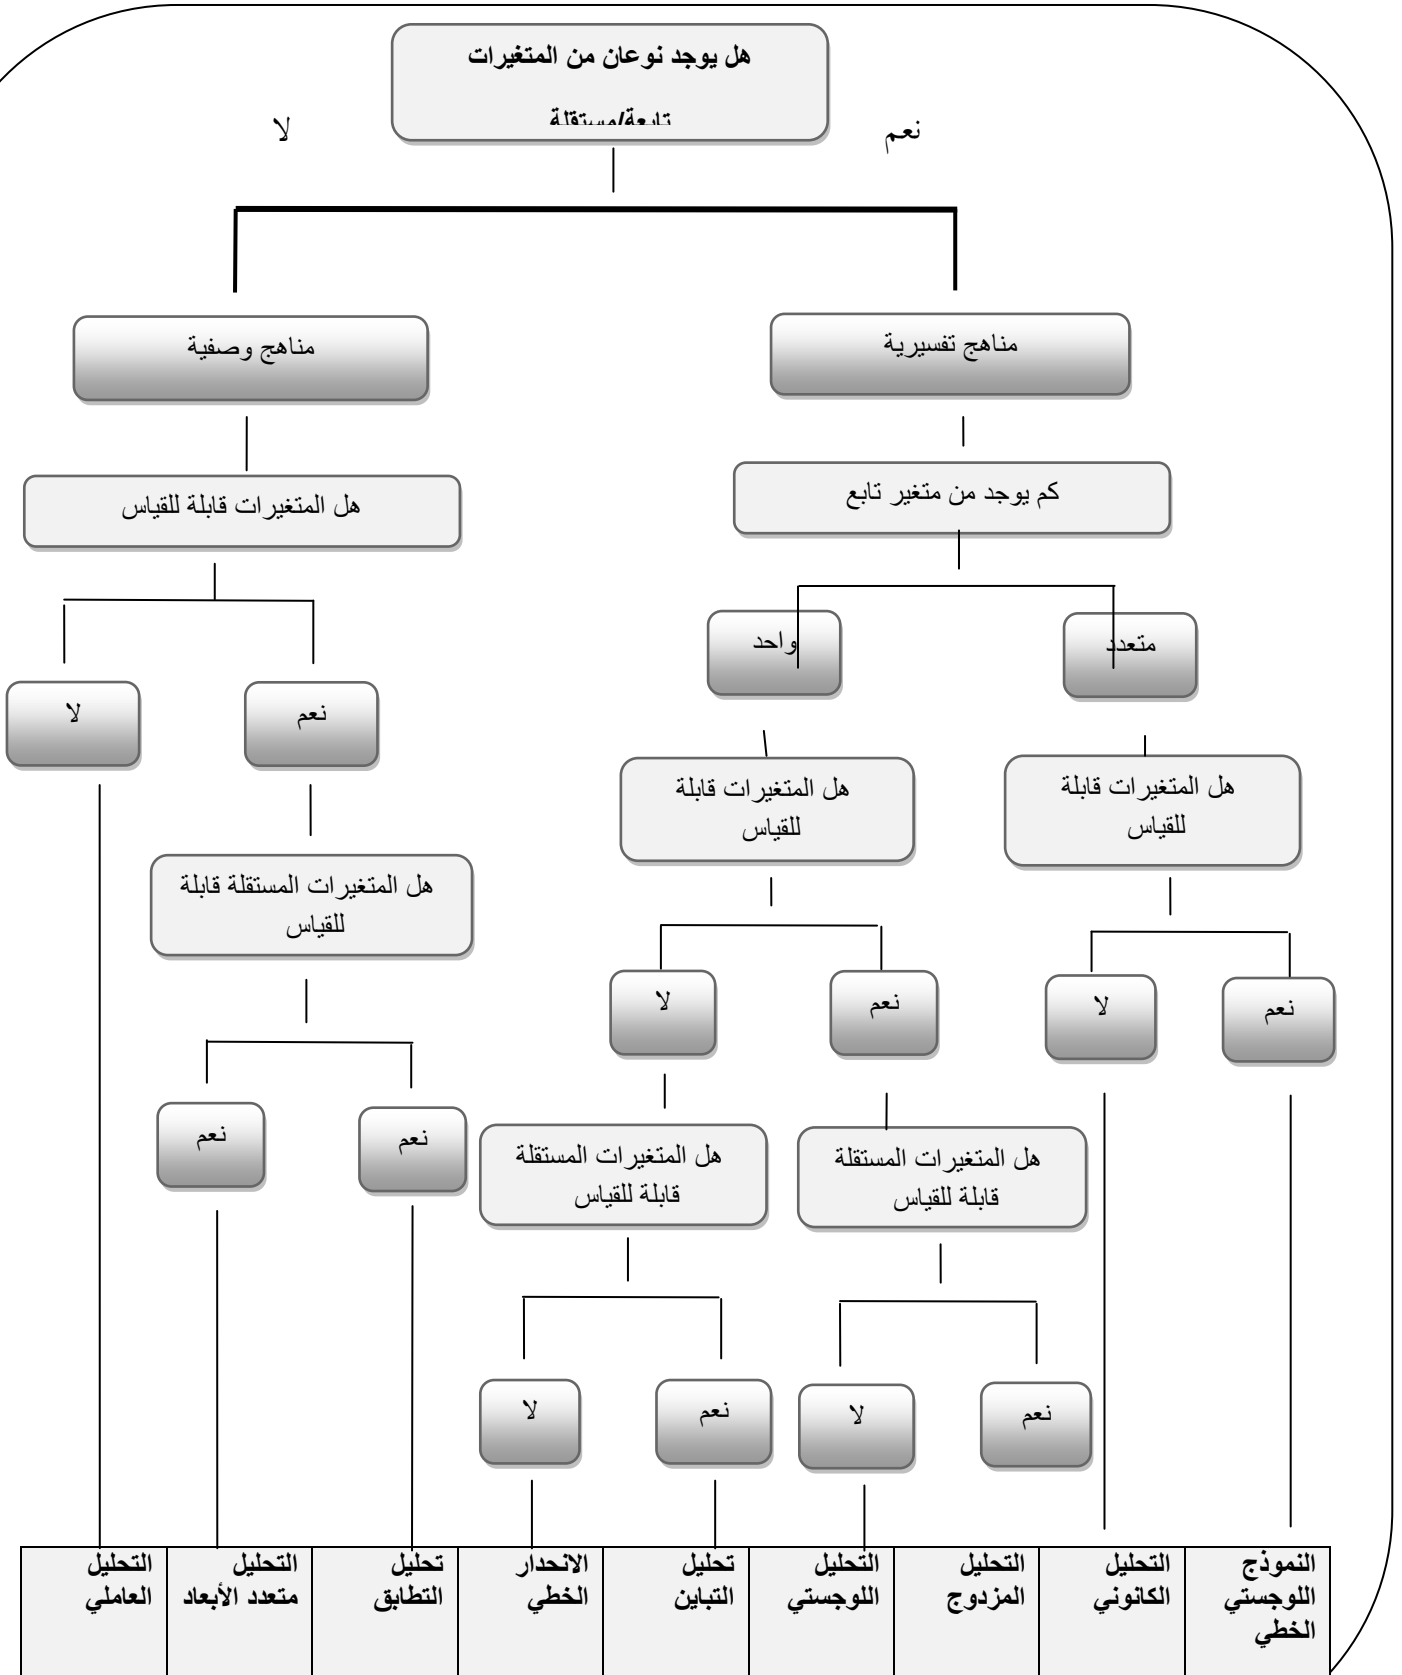 هل يوجد نوعان من المتغيرات
تابعة/مستقلة
نعم
لا
مناهج تفسيرية
مناهج وصفية
كم يوجد من متغير تابع
هل المتغيرات قابلة للقياس
متعدد
واحد
نعم
لا
هل المتغيرات قابلة
للقياس
هل المتغيرات قابلة
للقياس
هل المتغيرات المستقلة قابلة
للقياس
نعم
لا
نعم
لا
نعم
نعم
هل المتغيرات المستقلة
قابلة للقياس
هل المتغيرات المستقلة
قابلة للقياس
نعم
لا
نعم
لا
النموذج
اللوجستي
الخطي
التحليل
الكانوني
التحليل
المزدوج
التحليل
اللوجستي
تحليل
التباين
الانحدار
الخطي
تحليل
التطابق
التحليل
متعدد الأبعاد
التحليل
العاملي